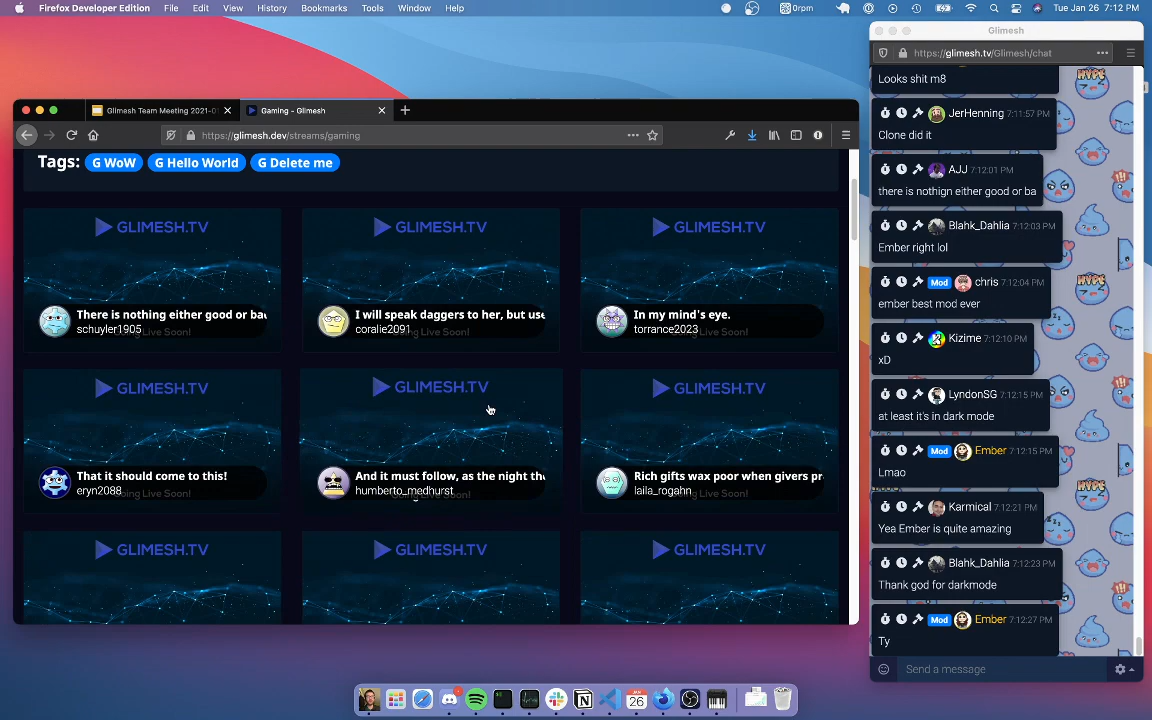 Firefox Developer Edition File Edit View History Bookmarks Tools Window Help
0rpm
Tue Jan 26 7:12 PM
Glimesh Team Meeting 2021-0
Gaming - Glimesh
https://glimesh.dev/streams/gaming
Tags: G WoW G Hello World G Delete me
GLIMESH.TV
There is nothing either good or bad
schuyler1905
GLIMESH.TV
I will speak daggers to her, but use
coralie2091
GLIMESH.TV
In my mind's eye.
torrance2023
GLIMESH.TV
That it should come to this!
eryn2088
GLIMESH.TV
And it must follow, as the night the
humberto_medhurst
GLIMESH.TV
Rich gifts wax poor when givers pr
laila_rogahn
GLIMESH.TV
GLIMESH.TV
GLIMESH.TV
Glimesh
https://glimesh.tv/Glimesh/chat
Looks shit m8
JerHenning 7:11:57 PM
Clone did it
AJJ 7:12:01 PM
there is nothign either good or ba
Blahk_Dahlia 7:12:03 PM
Ember right lol
Mod chris 7:12:04 PM
ember best mod ever
Kizime 7:12:10 PM
xD
LyndonSG 7:12:15 PM
at least it's in dark mode
Mod Ember 7:12:15 PM
Lmao
Karmical 7:12:21 PM
Yea Ember is quite amazing
Blahk_Dahlia 7:12:23 PM
Thank god for darkmode
Mod Ember 7:12:27 PM
Ty
Send a message
JAN
26